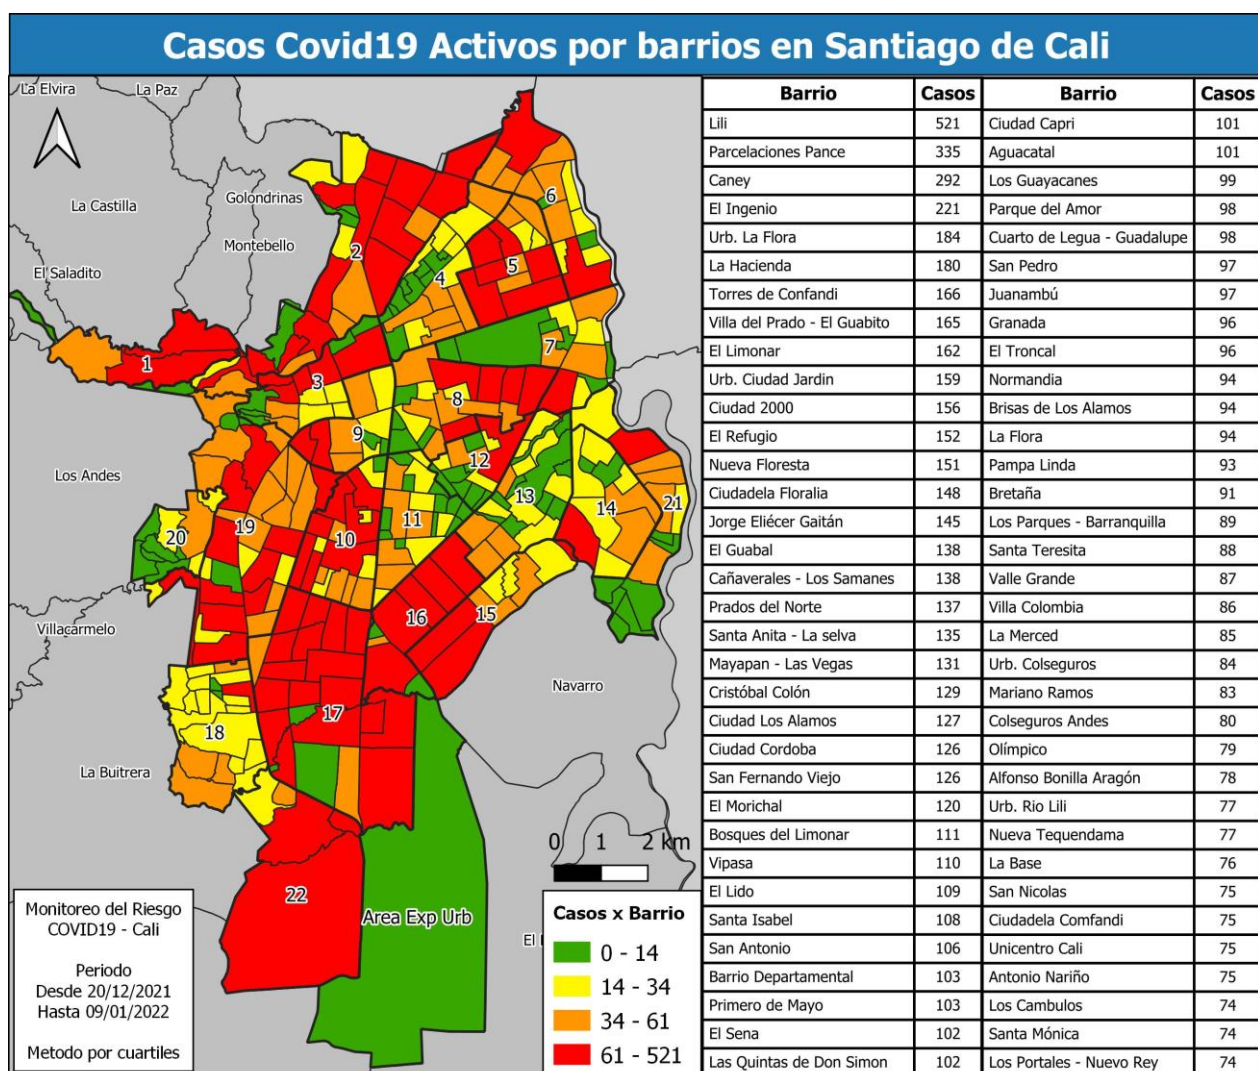 Casos Covid19 Activos por barrios en Santiago de Cali
La Elvira
La Paz
La Castilla
Golondrinas
Montebello
El Saladito
Los Andes
Villacarmelo
La Buitrera
Navarro
El
Area Exp Urb
1
2
3
4
5
6
7
8
9
10
11
12
13
14
15
16
17
18
19
20
21
22
0 1 2 km
Monitoreo del Riesgo
COVID19 - Cali
Periodo
Desde 20/12/2021
Hasta 09/01/2022
Metodo por cuartiles
Casos x Barrio
0 - 14
14 - 34
34 - 61
61 - 521
Barrio Casos Barrio Casos
Lili 521 Ciudad Capri 101
Parcelaciones Pance 335 Aguacatal 101
Caney 292 Los Guayacanes 99
El Ingenio 221 Parque del Amor 98
Urb. La Flora 184 Cuarto de Legua - Guadalupe 98
La Hacienda 180 San Pedro 97
Torres de Confandi 166 Juanambú 97
Villa del Prado - El Guabito 165 Granada 96
El Limonar 162 El Troncal 96
Urb. Ciudad Jardin 159 Normandia 94
Ciudad 2000 156 Brisas de Los Alamos 94
El Refugio 152 La Flora 94
Nueva Floresta 151 Pampa Linda 93
Ciudadela Floralia 148 Bretaña 91
Jorge Eliécer Gaitán 145 Los Parques - Barranquilla 89
El Guabal 138 Santa Teresita 88
Cañaverales - Los Samanes 138 Valle Grande 87
Prados del Norte 137 Villa Colombia 86
Santa Anita - La selva 135 La Merced 85
Mayapan - Las Vegas 131 Urb. Colseguros 84
Cristóbal Colón 129 Mariano Ramos 83
Ciudad Los Alamos 127 Colseguros Andes 80
Ciudad Cordoba 126 Olímpico 79
San Fernando Viejo 126 Alfonso Bonilla Aragón 78
El Morichal 120 Urb. Rio Lili 77
Bosques del Limonar 111 Nueva Tequendama 77
Vipasa 110 La Base 76
El Lido 109 San Nicolas 75
Santa Isabel 108 Ciudadela Comfandi 75
San Antonio 106 Unicentro Cali 75
Barrio Departamental 103 Antonio Nariño 75
Primero de Mayo 103 Los Cambulos 74
El Sena 102 Santa Mónica 74
Las Quintas de Don Simon 102 Los Portales - Nuevo Rey 74